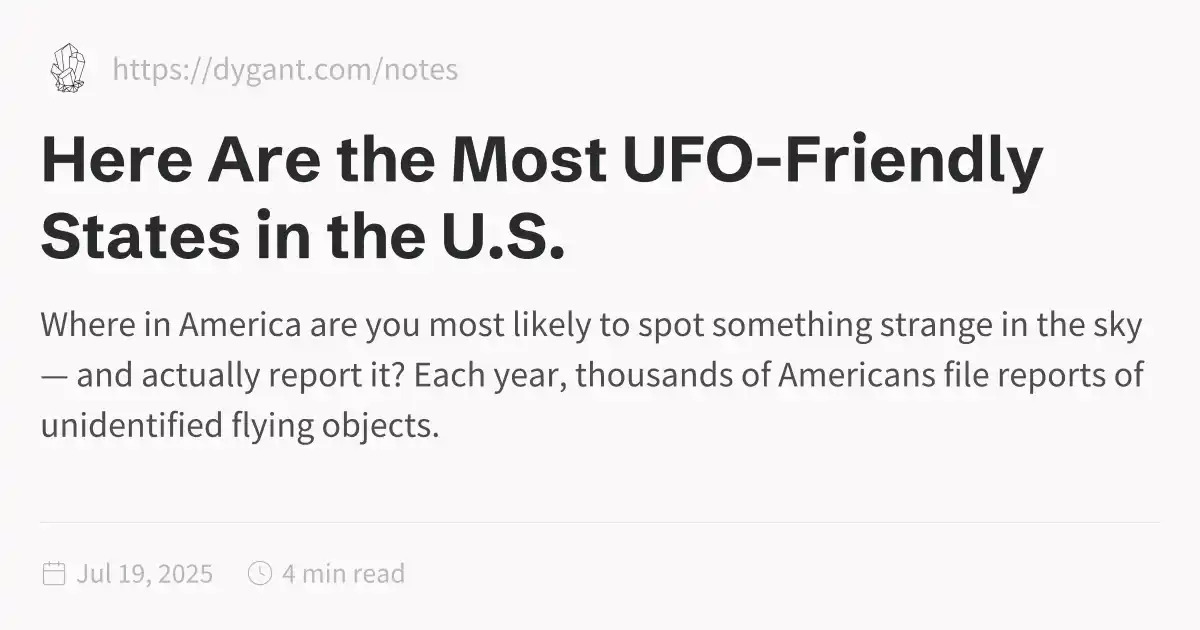 https://dygant.com/notes
Here Are the Most UFO-Friendly
States in the U.S.
Where in America are you most likely to spot something strange in the sky
— and actually report it? Each year, thousands of Americans file reports of
unidentified flying objects.
Jul 19, 2025 4 min read